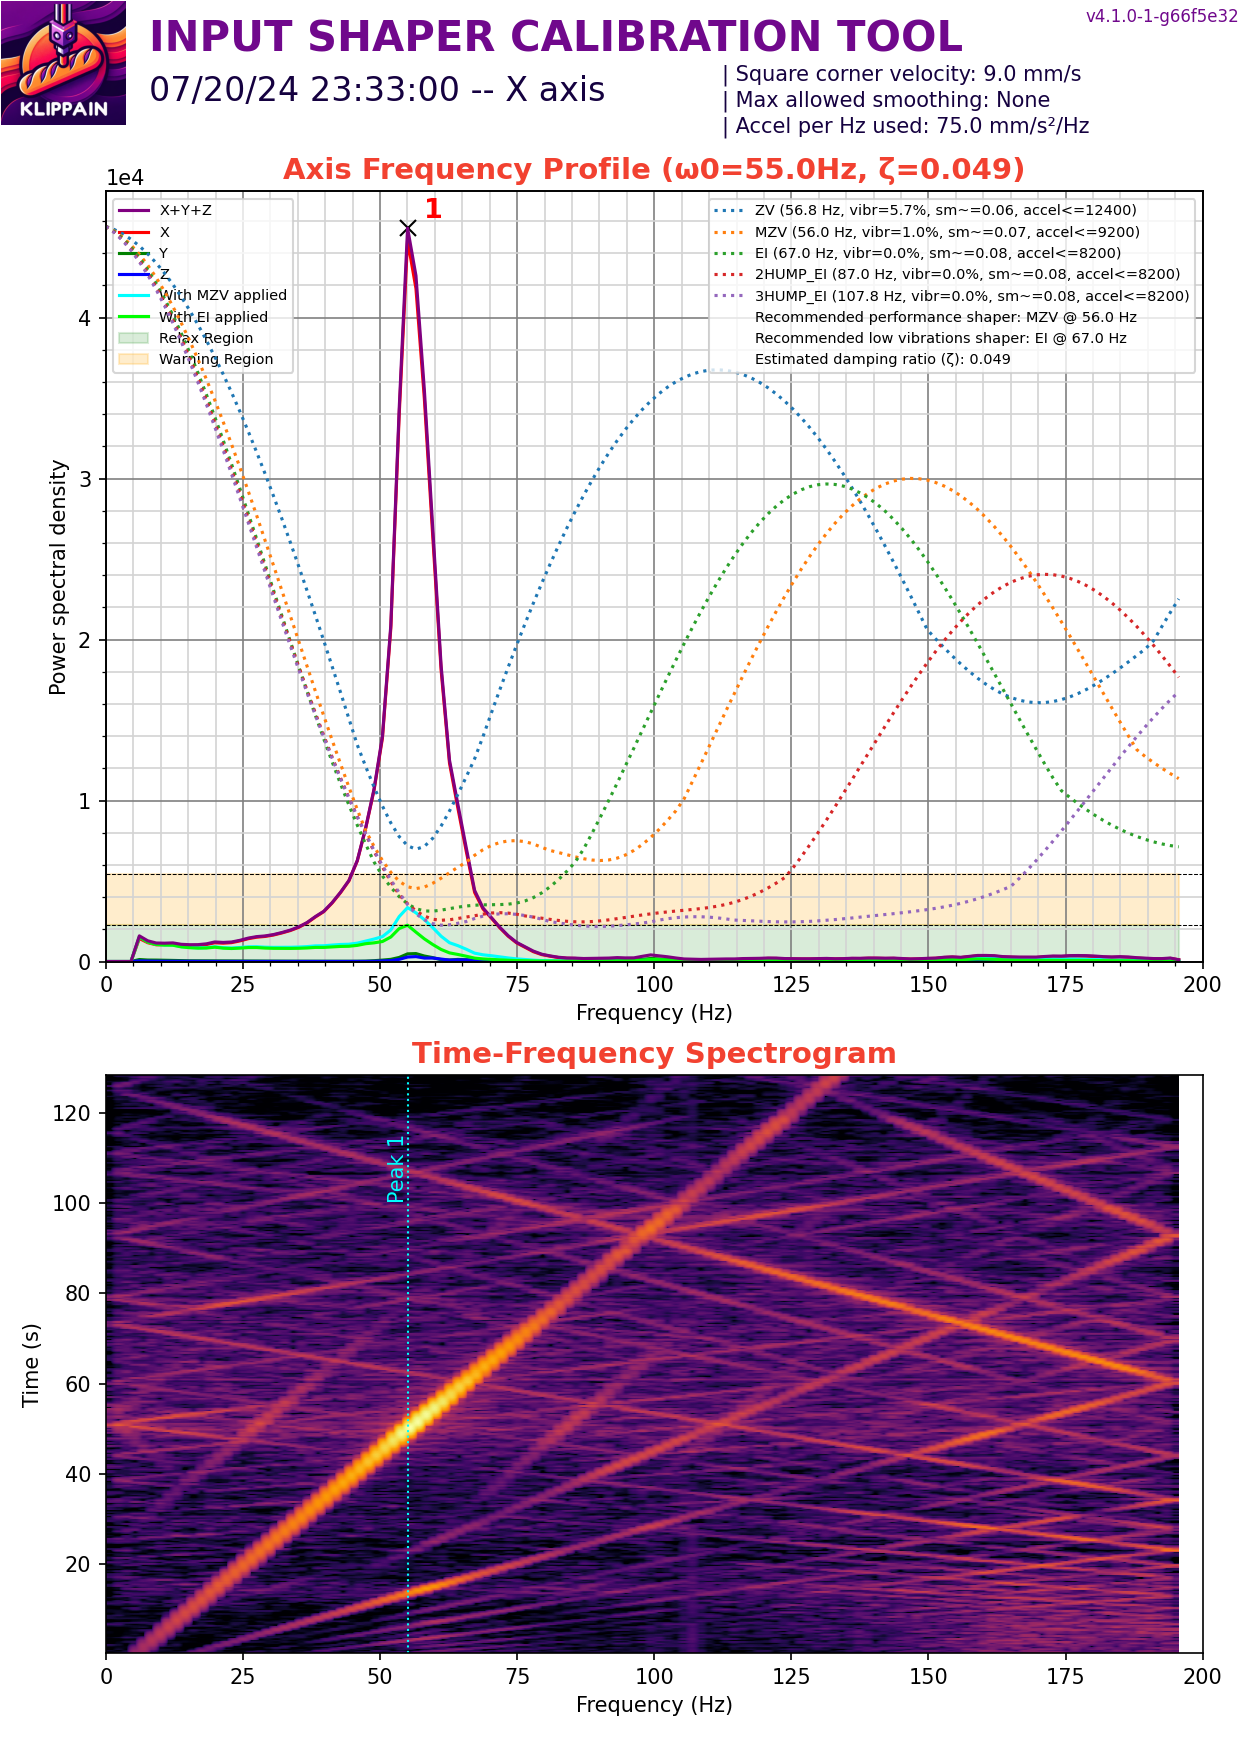 v4.1.0-1-g66f5e32
INPUT SHAPER CALIBRATION TOOL
07/20/24 23:33:00 -- X axis
| Square corner velocity: 9.0 mm/s
| Max allowed smoothing: None
| Accel per Hz used: 75.0 mm/s²/Hz
KLIPPAIN
Axis Frequency Profile (ω0=55.0Hz, ζ=0.049)
1e4
1
X+Y+Z
X
Y
Z
With MZV applied
With EI applied
Relax Region
Warning Region
ZV (56.8 Hz, vibr=5.7%, sm~=0.06, accel<=12400)
MZV (56.0 Hz, vibr=1.0%, sm~=0.07, accel<=9200)
EI (67.0 Hz, vibr=0.0%, sm~=0.08, accel<=8200)
2HUMP_EI (87.0 Hz, vibr=0.0%, sm~=0.08, accel<=8200)
3HUMP_EI (107.8 Hz, vibr=0.0%, sm~=0.08, accel<=8200)
Recommended performance shaper: MZV @ 56.0 Hz
Recommended low vibrations shaper: EI @ 67.0 Hz
Estimated damping ratio (ζ): 0.049
Power spectral density
4
3
2
1
0
0 25 50 75 100 125 150 175 200
Frequency (Hz)
Time-Frequency Spectrogram
Time (s)
120
100
80
60
40
20
Peak 1
0 25 50 75 100 125 150 175 200
Frequency (Hz)